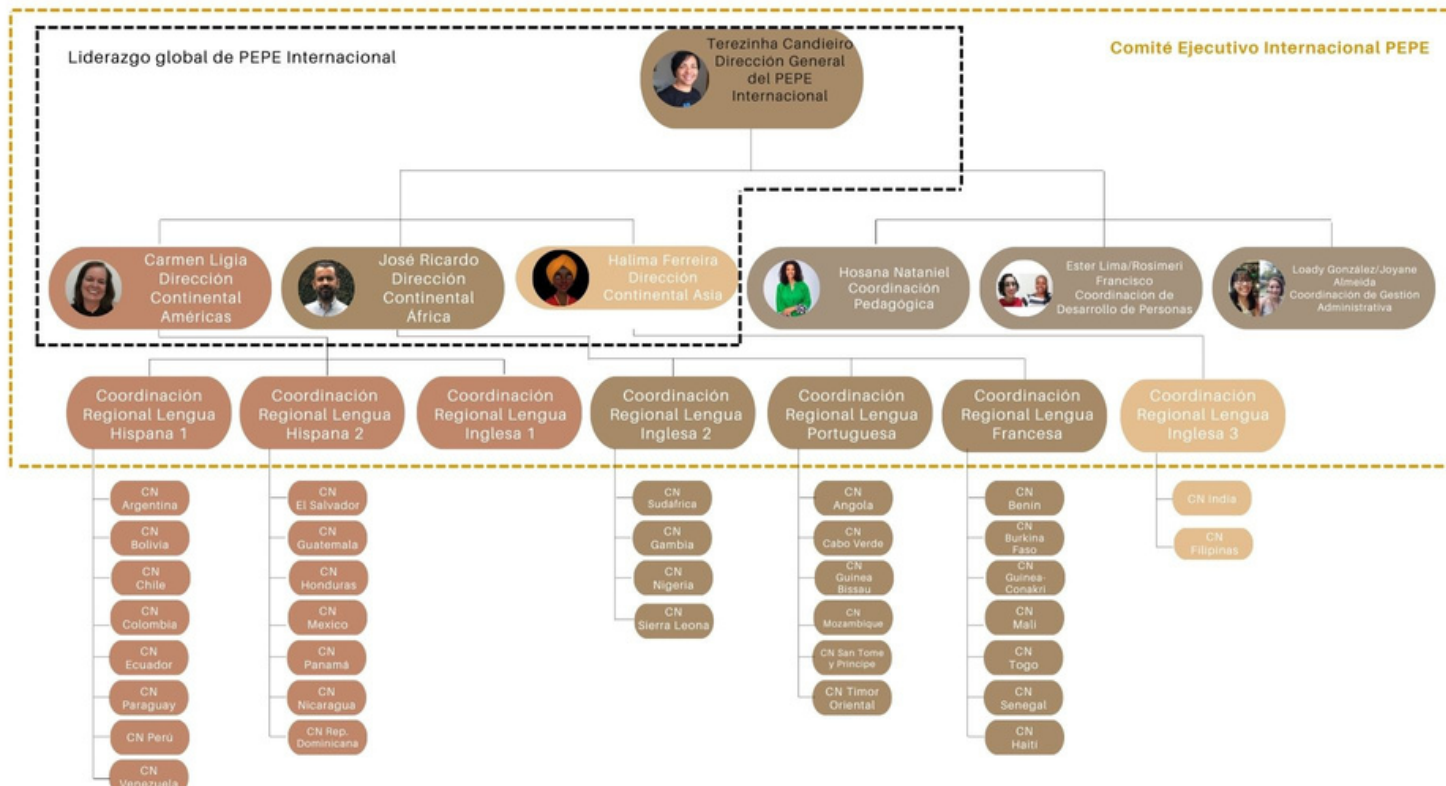 Liderazgo global de PEPE Internacional
Terezinha Candieiro
Dirección General
del PEPE
Internacional
Comité Ejecutivo Internacional PEPE
Carmen Ligia
Dirección
Continental
Américas
José Ricardo
Dirección
Continental
África
Halima Ferreira
Dirección
Continental Asia
Hosana Nataniel
Coordinación
Pedagógica
Ester Lima/Rosimeri
Francisco
Coordinación de
Desarrollo de Personas
Loady González/Joyane
Almeida
Coordinación de Gestión
Administrativa
Coordinación
Regional Lengua
Hispana 1
Coordinación
Regional Lengua
Hispana 2
Coordinación
Regional Lengua
Inglesa 1
Coordinación
Regional Lengua
Inglesa 2
Coordinación
Regional Lengua
Portuguesa
Coordinación
Regional Lengua
Francesa
Coordinación
Regional Lengua
Inglesa 3
CN
Argentina
CN
Bolivia
CN
Chile
CN
Colombia
CN
Ecuador
CN
Paraguay
CN Perú
CN
Venezuela
CN
El Salvador
CN
Guatemala
CN
Honduras
CN
Mexico
CN
Panamá
CN
Nicaragua
CN Rep.
Dominicana
CN
Sudáfrica
CN
Gambia
CN
Nigeria
CN
Sierra Leona
CN
Angola
CN
Cabo Verde
CN
Guinea
Bissau
CN
Mozambique
CN San Tome
y Principe
CN Timor
Oriental
CN
Benin
CN
Burkina
Faso
CN
Guinea-
Conakri
CN
Mali
CN
Togo
CN
Senegal
CN
Haití
CN India
CN
Filipinas